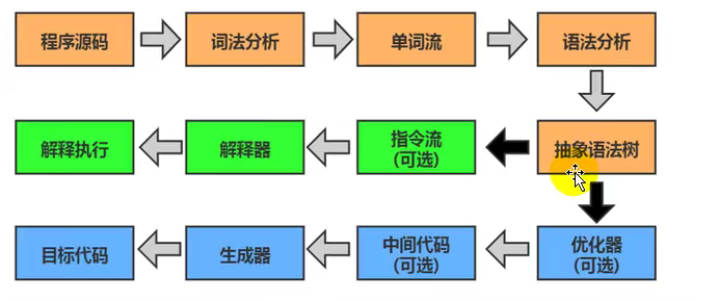 程序源码
词法分析
单词流
语法分析
解释执行
解释器
指令流
(可选)
抽象语法树
目标代码
生成器
中间代码
(可选)
优化器
(可选)